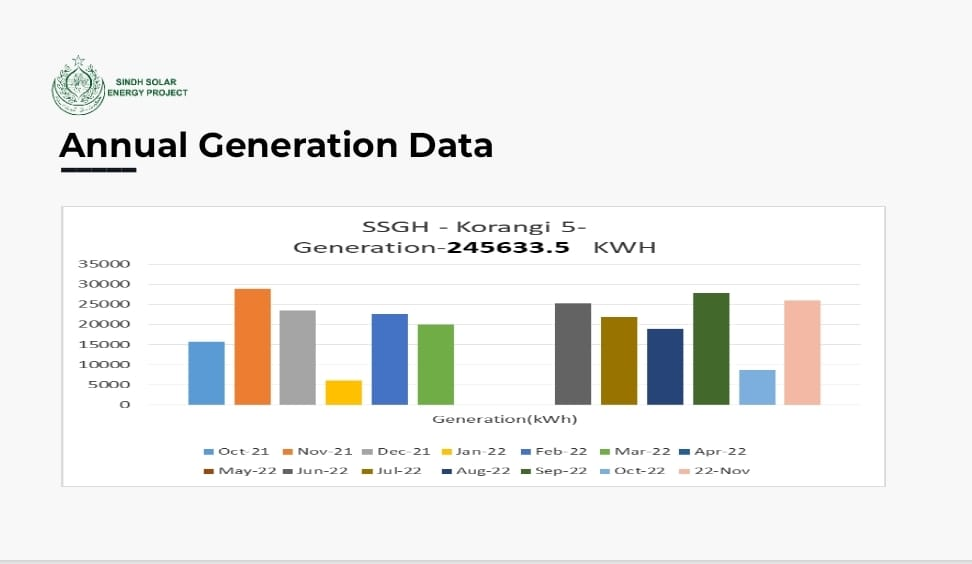 SINDH SOLAR
ENERGY PROJECT
Annual Generation Data
SSGH - Korangi 5-
Generation-245633.5 KWH
35000
30000
25000
20000
15000
10000
5000
0
Generation(kWh)
Oct-21 Nov-21 Dec-21 Jan-22 Feb-22 Mar-22 Apr-22
May-22 Jun-22 Jul-22 Aug-22 Sep-22 Oct-22 22-Nov